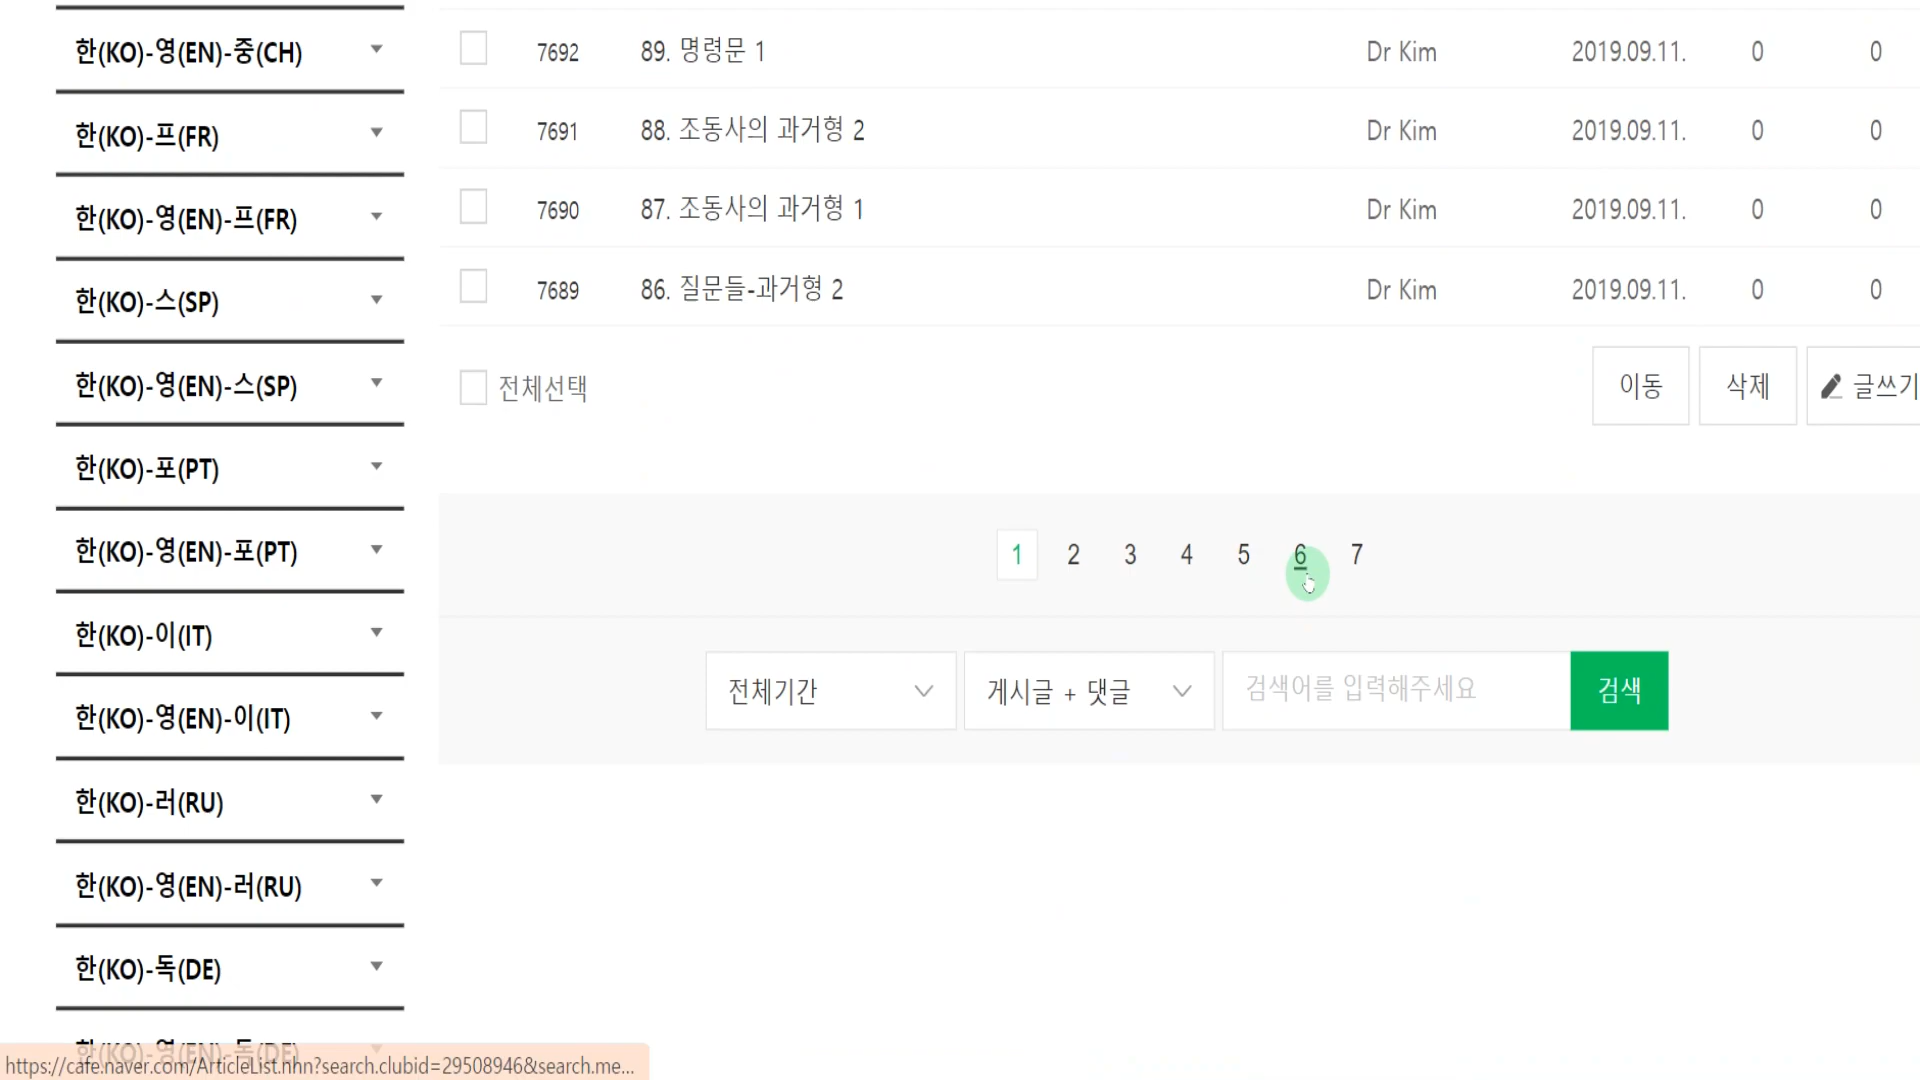 한(KO)-영(EN)-중(CH)
한(KO)-프(FR)
한(KO)-영(EN)-프(FR)
한(KO)-스(SP)
한(KO)-영(EN)-스(SP)
한(KO)-포(PT)
한(KO)-영(EN)-포(PT)
한(KO)-이(IT)
한(KO)-영(EN)-이(IT)
한(KO)-러(RU)
한(KO)-영(EN)-러(RU)
한(KO)-독(DE)
한(KO)-영(EN)-독(DE)
7692 89. 명령문 1 Dr Kim 2019.09.11. 0 0
7691 88. 조동사의 과거형 2 Dr Kim 2019.09.11. 0 0
7690 87. 조동사의 과거형 1 Dr Kim 2019.09.11. 0 0
7689 86. 질문들-과거형 2 Dr Kim 2019.09.11. 0 0
전체선택 이동 삭제 글쓰기
1 2 3 4 5 6 7
전체기간 게시글 + 댓글 검색어를 입력해주세요 검색
https://cafe.naver.com/ArticleList.nhn?search.clubid=29508946&search.me...